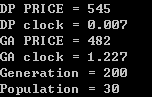 DP PRICE = 545
DP clock = 0.007
GA PRICE = 482
GA clock = 1.227
Generation = 200
Population = 30